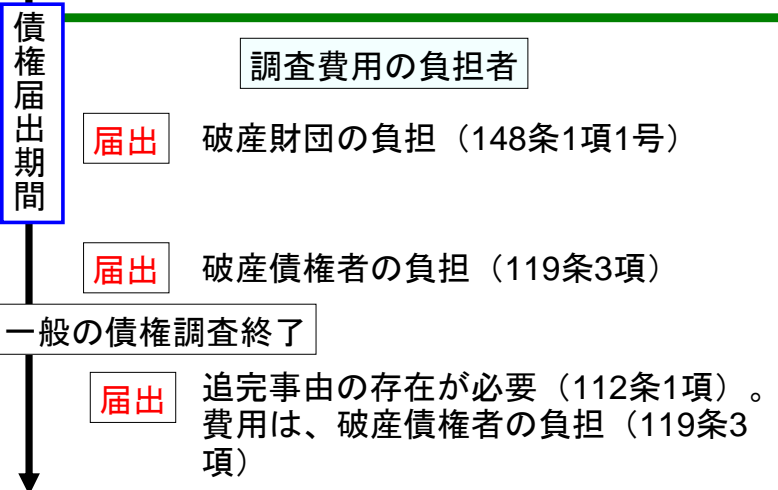 債権届出期間
調査費用の負担者
届出 破産財団の負担（148条1項1号）
届出 破産債権者の負担（119条3項）
一般の債権調査終了
届出 追完事由の存在が必要（112条1項）。
費用は、破産債権者の負担（119条3
項）